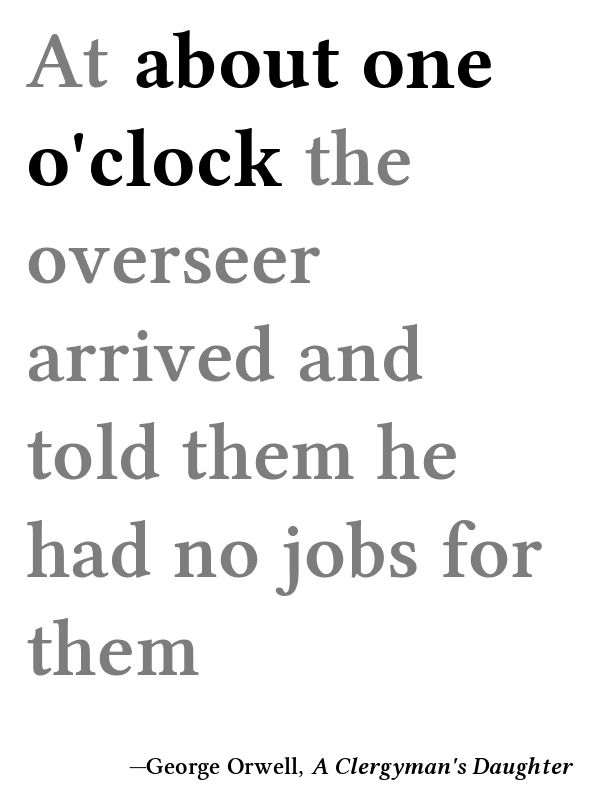 At about one
o'clock the
overseer
arrived and
told them he
had no jobs for
them
—George Orwell, A Clergyman's Daughter